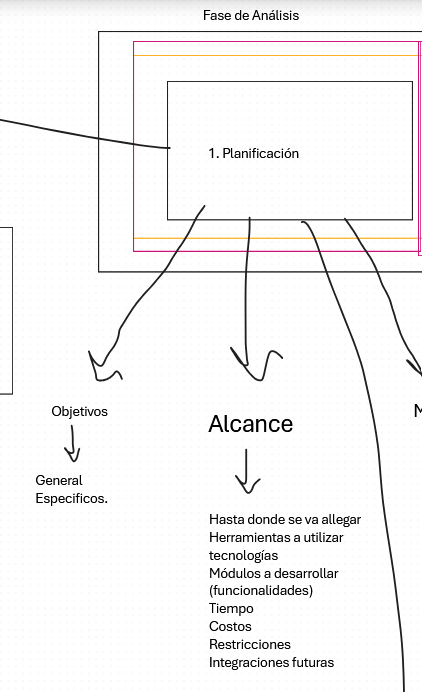 Fase de Análisis
1. Planificación
Objetivos
General
Especificos.
Alcance
Hasta donde se va allegar
Herramientas a utilizar
tecnologías
Módulos a desarrollar
(funcionalidades)
Tiempo
Costos
Restricciones
Integraciones futuras